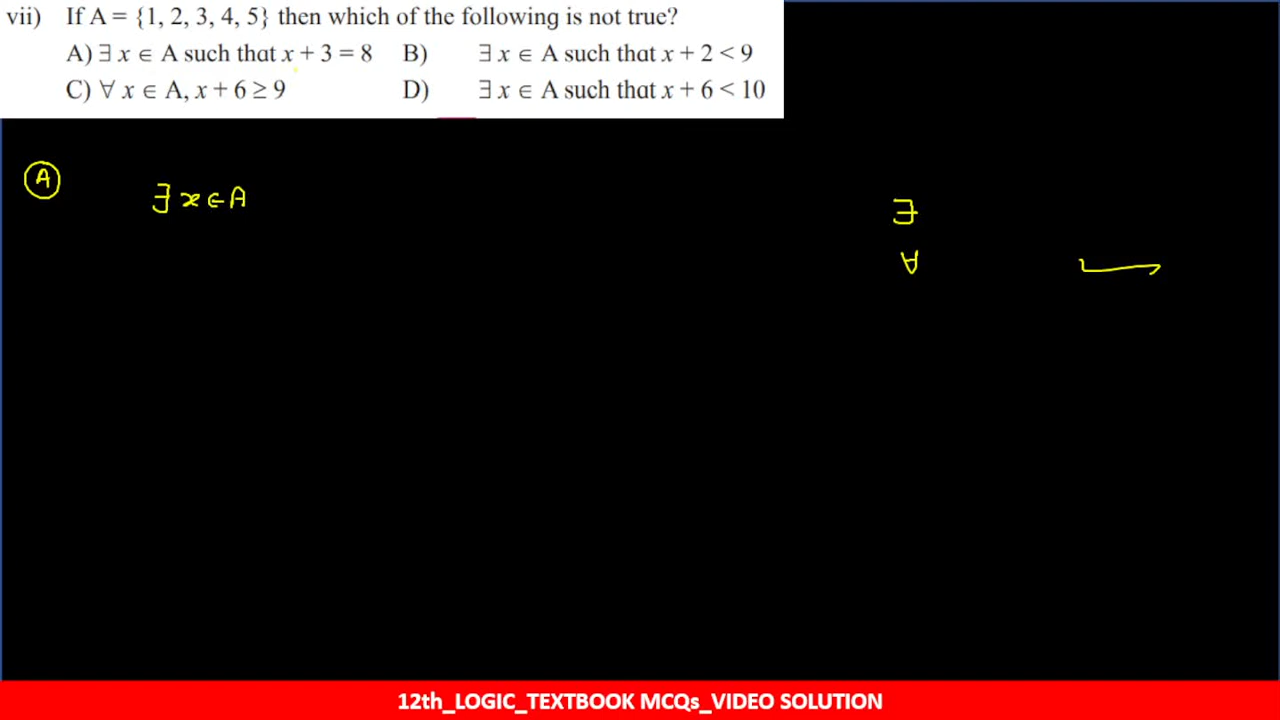 vii) If A = {1, 2, 3, 4, 5} then which of the following is not true?
A) ∃ x ∈ A such that x + 3 = 8 B) ∃ x ∈ A such that x + 2 < 9
C) ∀ x ∈ A, x + 6 ≥ 9 D) ∃ x ∈ A such that x + 6 < 10
A ∃ x ∈ A
∃
∀
12th_LOGIC_TEXTBOOK MCQs_VIDEO SOLUTION